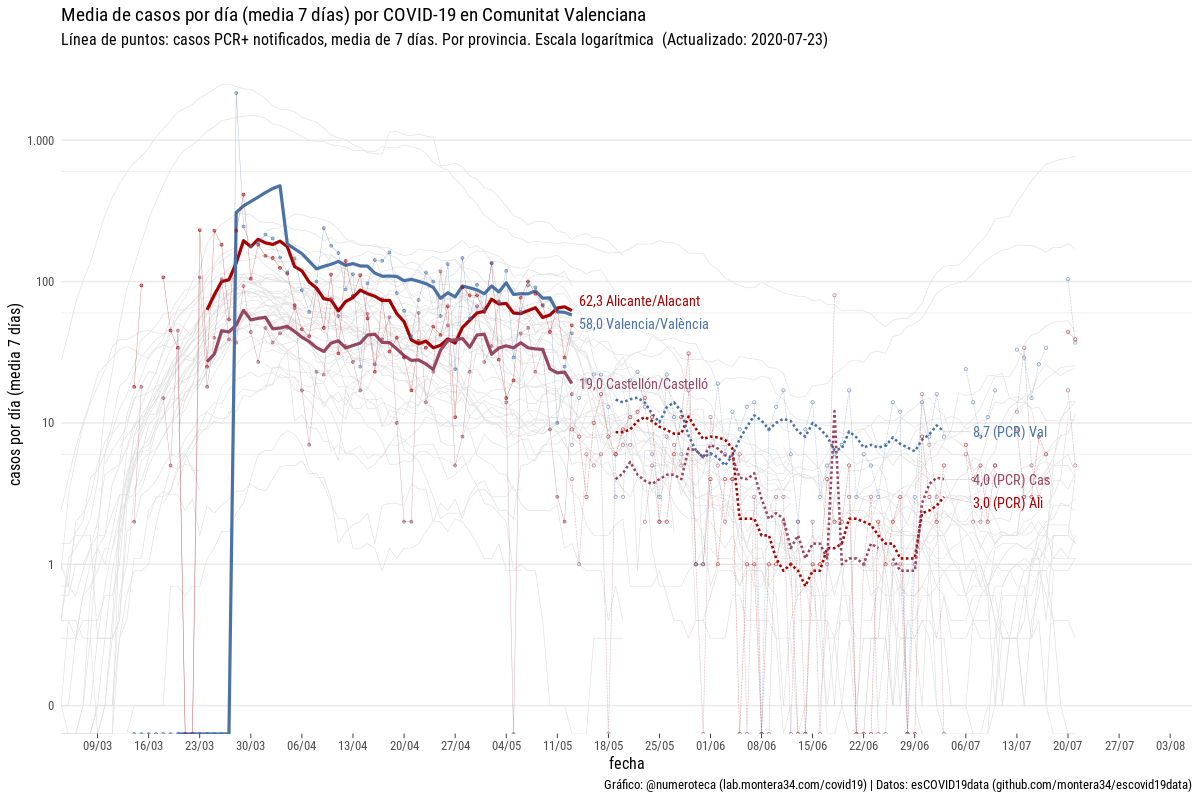 Media de casos por día (media 7 días) por COVID-19 en Comunitat Valenciana
Línea de puntos: casos PCR+ notificados, media de 7 días. Por provincia. Escala logarítmica (Actualizado: 2020-07-23)
casos por día (media 7 días)
1.000
100
10
1
0
62,3 Alicante/Alacant
58,0 Valencia/València
19,0 Castellón/Castelló
8,7 (PCR) Val
4,0 (PCR) Cas
3,0 (PCR) Ali
09/03 16/03 23/03 30/03 06/04 13/04 20/04 27/04 04/05 11/05 18/05 25/05 01/06 08/06 15/06 22/06 29/06 06/07 13/07 20/07 27/07 03/08
fecha
Gráfico: @numeroteca (lab.montera34.com/covid19) | Datos: esCOVID19data (github.com/montera34/escovid19data)